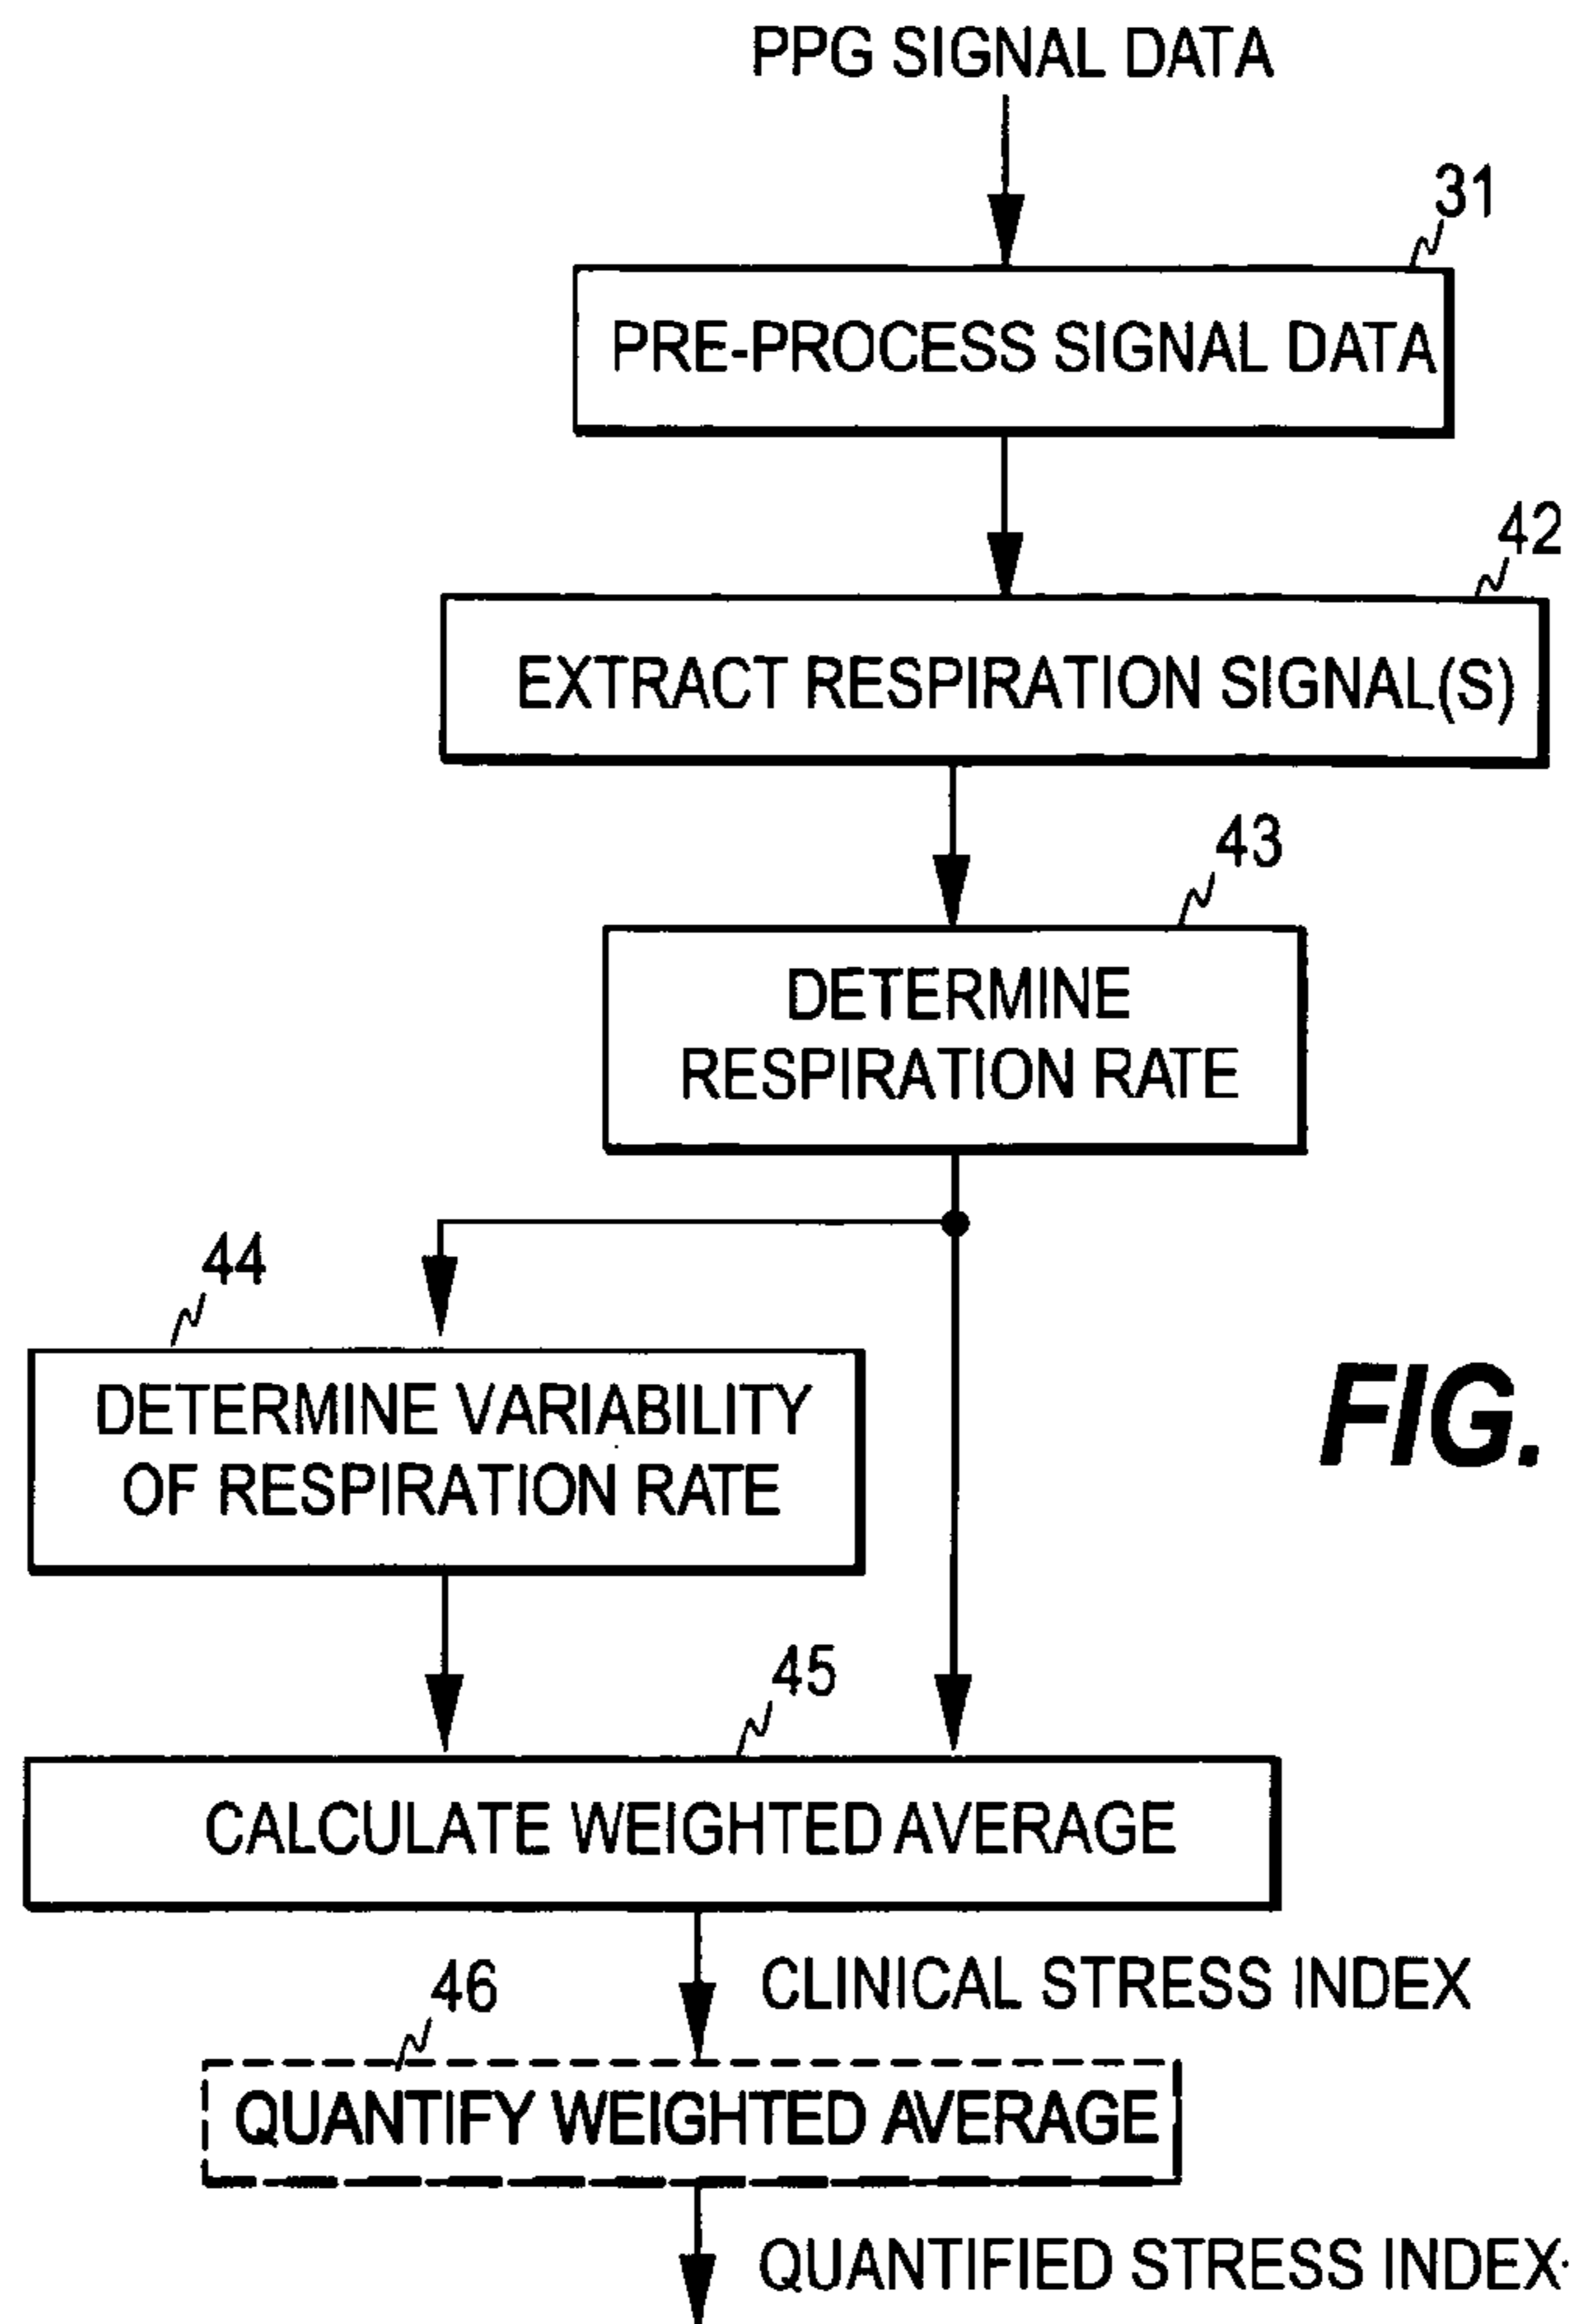 PPG SIGNAL DATA
31
PRE-PROCESS SIGNAL DATA
42
EXTRACT RESPIRATION SIGNAL(S)
43
DETERMINE
RESPIRATION RATE
44
DETERMINE VARIABILITY
OF RESPIRATION RATE
FIG.
45
CALCULATE WEIGHTED AVERAGE
CLINICAL STRESS INDEX
46
QUANTIFY WEIGHTED AVERAGE
QUANTIFIED STRESS INDEX